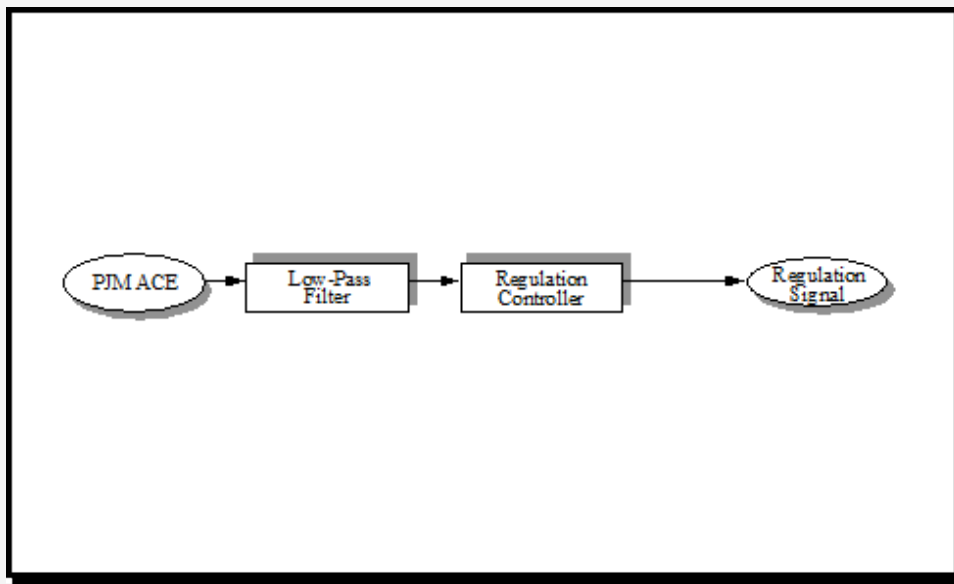 PJM ACE
Low-Pass
Filter
Regulation
Controller
Regulation
Signal